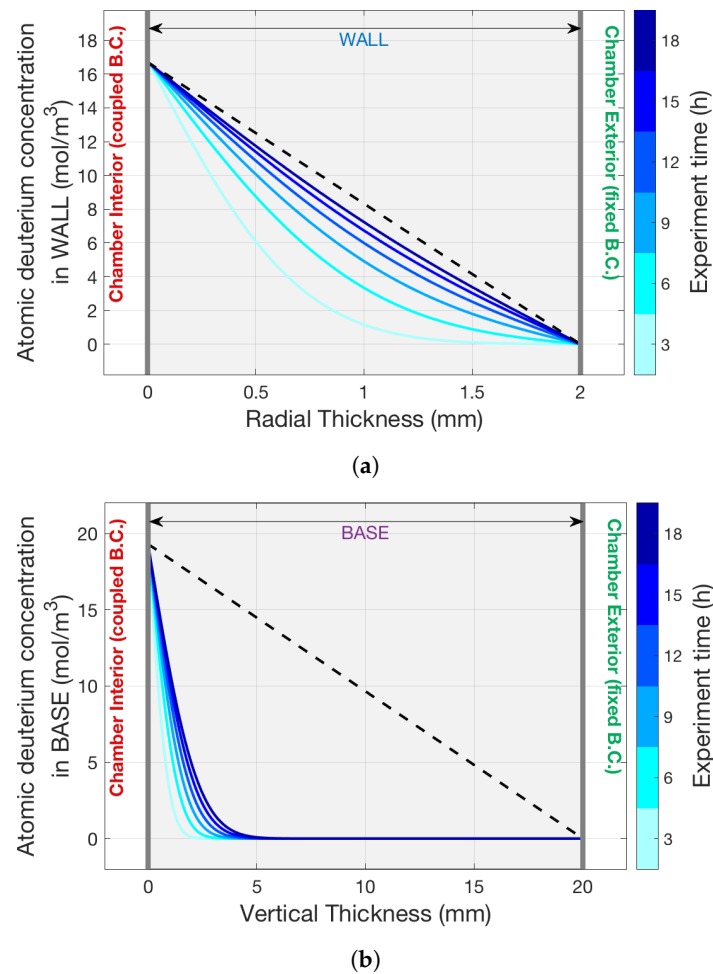 Atomic deuterium concentration
in WALL (mol/m³)
18
16
14
12
10
8
6
4
2
0
Chamber Interior (coupled B.C.)
WALL
Chamber Exterior (fixed B.C.)
18
15
12
9
6
3
Experiment time (h)
0
0.5
1
1.5
2
Radial Thickness (mm)
(a)
Atomic deuterium concentration
in BASE (mol/m³)
20
15
10
5
0
Chamber Interior (coupled B.C.)
BASE
Chamber Exterior (fixed B.C.)
18
15
12
9
6
3
Experiment time (h)
0
5
10
15
20
Vertical Thickness (mm)
(b)